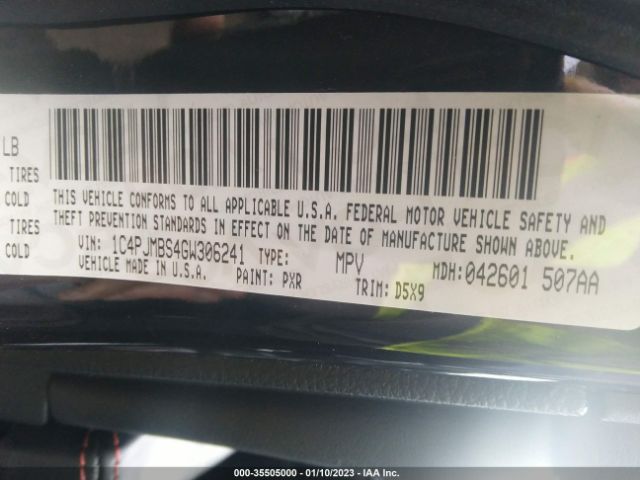 LB
TIRES
COLD
TIRES
COLD
THIS VEHICLE CONFORMS TO ALL APPLICABLE U.S.A. FEDERAL MOTOR VEHICLE SAFETY AND
THEFT PREVENTION STANDARDS IN EFFECT ON THE DATE OF MANUFACTURE SHOWN ABOVE.
VIN: 1C4PJMBS4GW306241 TYPE: MPV MDH:042601 507AA
VEHICLE MADE IN U.S.A. PAINT: PXR TRIM: D5X9
000-35505000 - 01/10/2023 - IAA Inc.